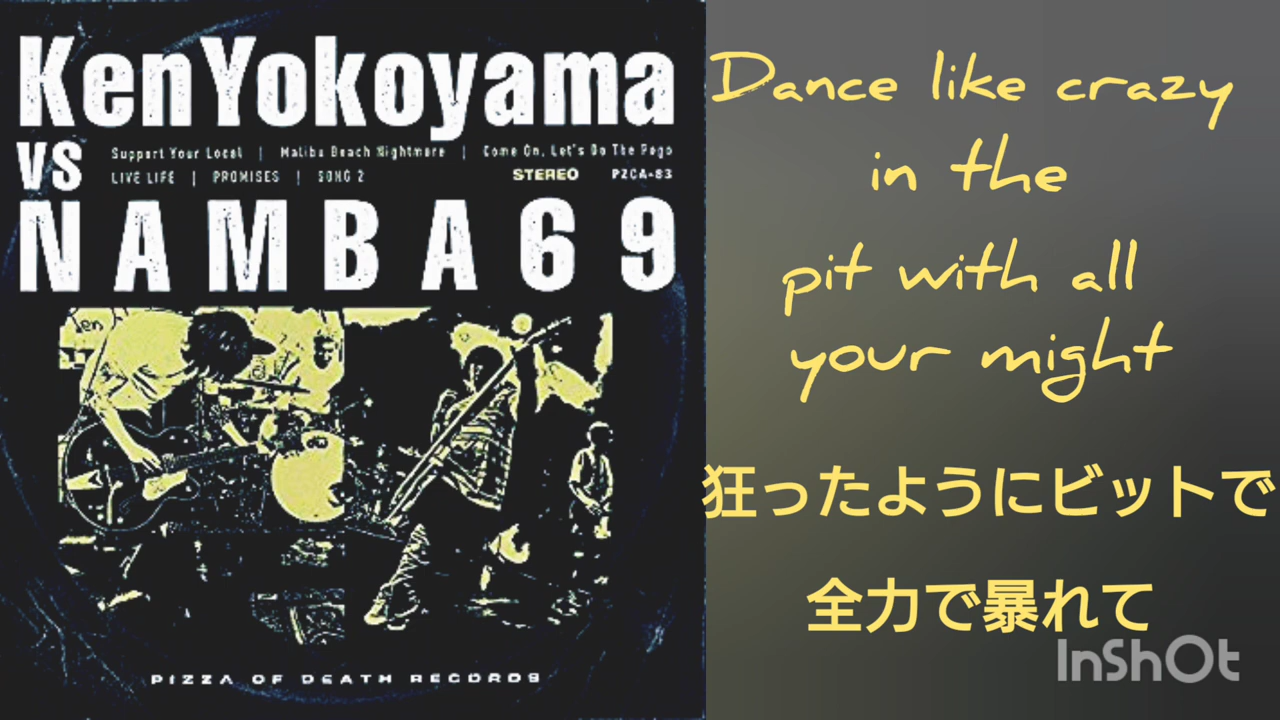 Ken Yokoyama
VS
Support Your Local | Malibu Beach Nightmare | Come On, Let's Do The Pogo
LIVE LIFE | PROMISES | SONG 2
STEREO PZCA-83
NAMBA69
PIZZA OF DEATH RECORDS
Dance like crazy
in the
pit with all
your might
狂ったようにビットで
全力で暴れて
InShOt